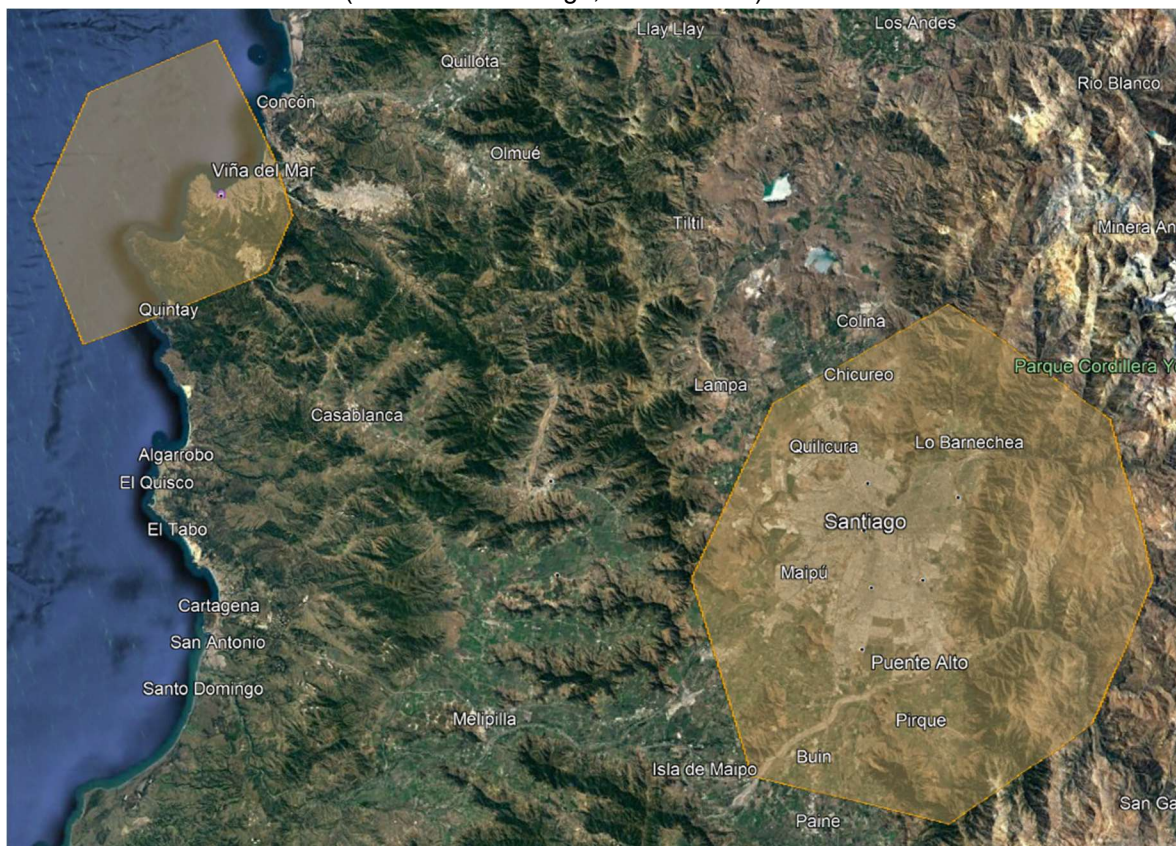 Llay Llay
Los Andes
Quillota
Rio Blanco
Concón
Olmué
Viña del Mar
Tiltil
Minera An
Quintay
Colina
Parque Cordillera Yo
Chicureo
Lampa
Casablanca
Quilicura
Lo Barnechea
Algarrobo
El Quisco
Santiago
El Tabo
Maipú
Cartagena
San Antonio
Puente Alto
Santo Domingo
Melipilla
Pirque
Buin
Isla de Maipo
San Ga
Paine